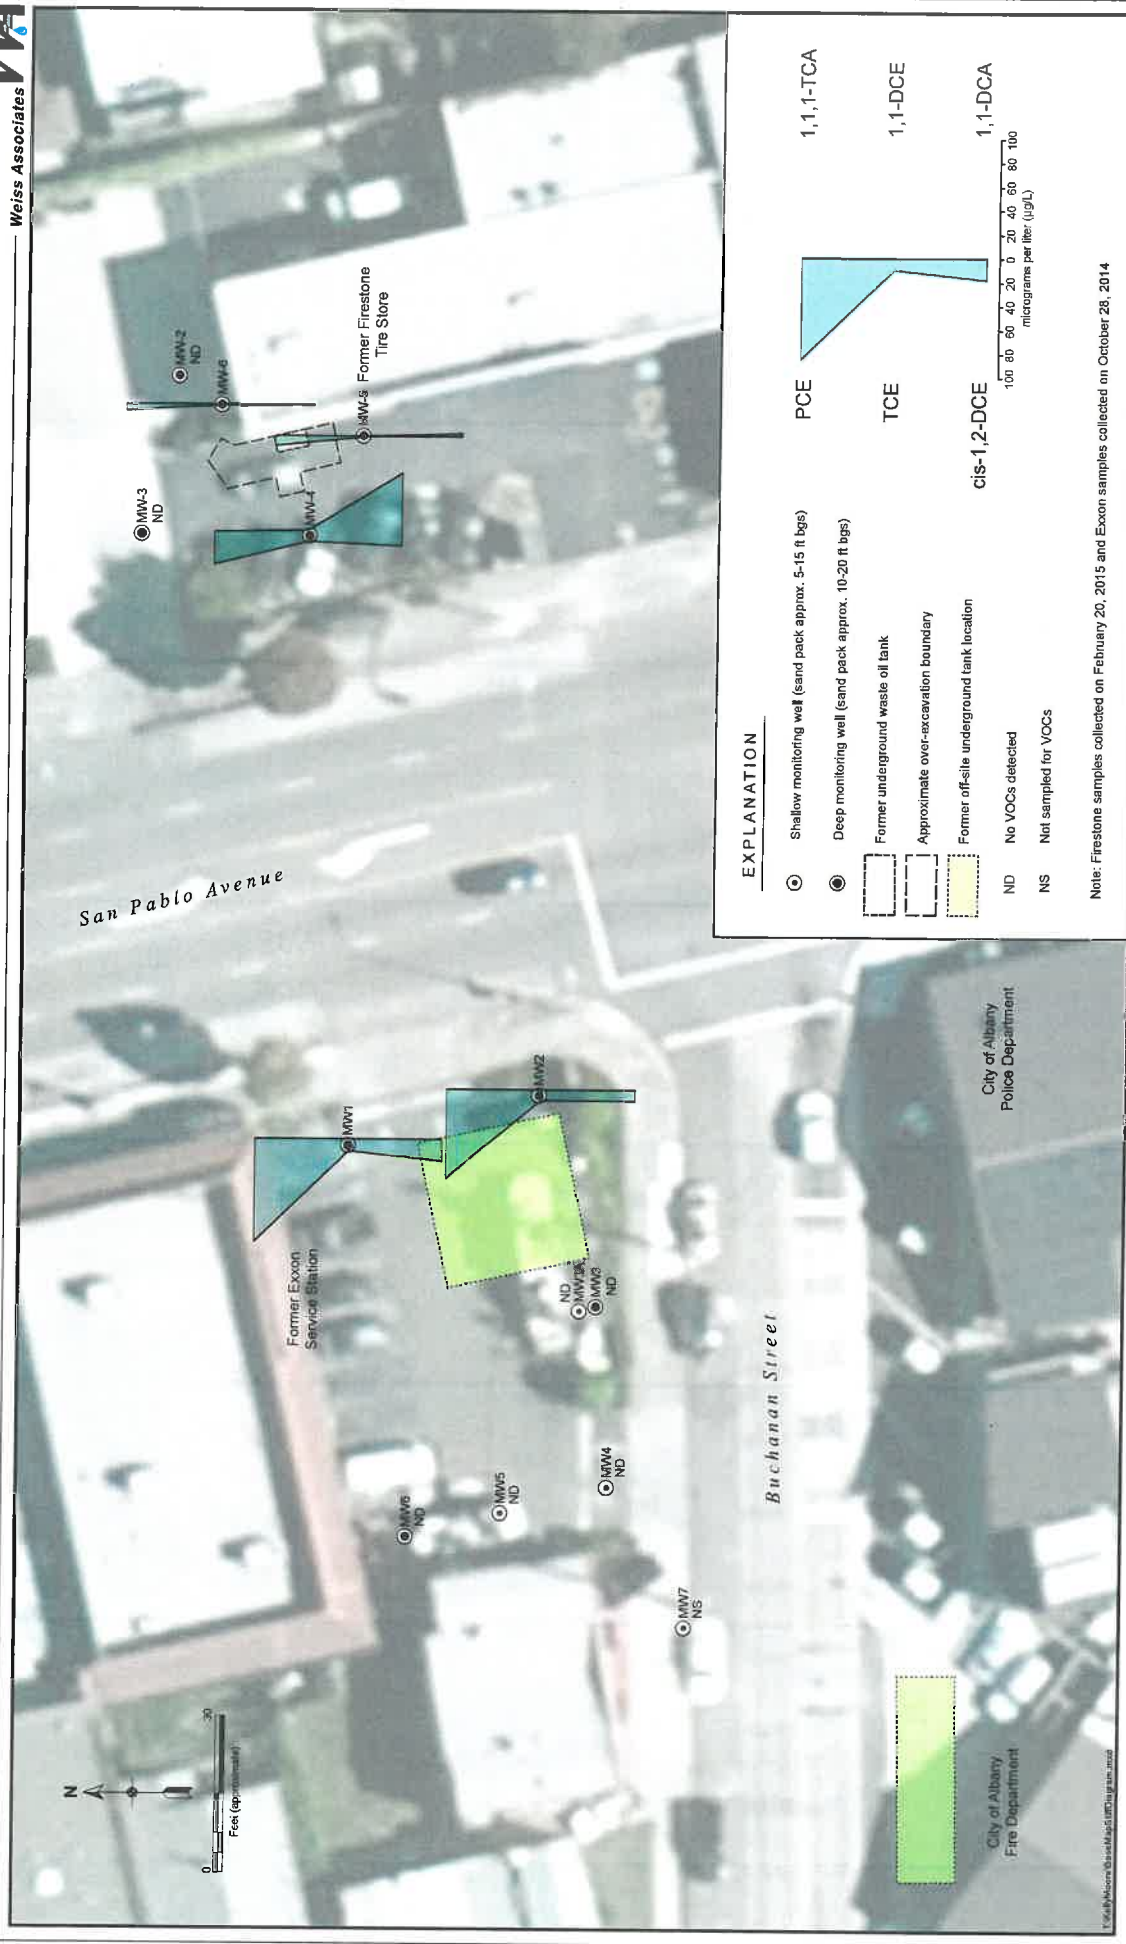 Weiss Associates
N
0
30
Feet (approximate)
San Pablo Avenue
MW-3
ND
MW-2
ND
MW-6
MW-4
MW-5
Former Firestone
Tire Store
Former Exxon
Service Station
MW1
MW2
ND
MW1A
MW3
ND
MW6
ND
MW5
ND
MW4
ND
MW7
NS
Buchanan Street
City of Albany
Fire Department
City of Albany
Police Department
EXPLANATION
Shallow monitoring well (sand pack approx. 5-15 ft bgs)
Deep monitoring well (sand pack approx. 10-20 ft bgs)
Former underground waste oil tank
Approximate over-excavation boundary
Former off-site underground tank location
ND No VOCs detected
NS Not sampled for VOCs
PCE 1,1,1-TCA
TCE 1,1-DCE
cis-1,2-DCE 1,1-DCA
100 80 60 40 20 0 20 40 60 80 100
micrograms per liter (µg/L)
Note: Firestone samples collected on February 20, 2015 and Exxon samples collected on October 28, 2014